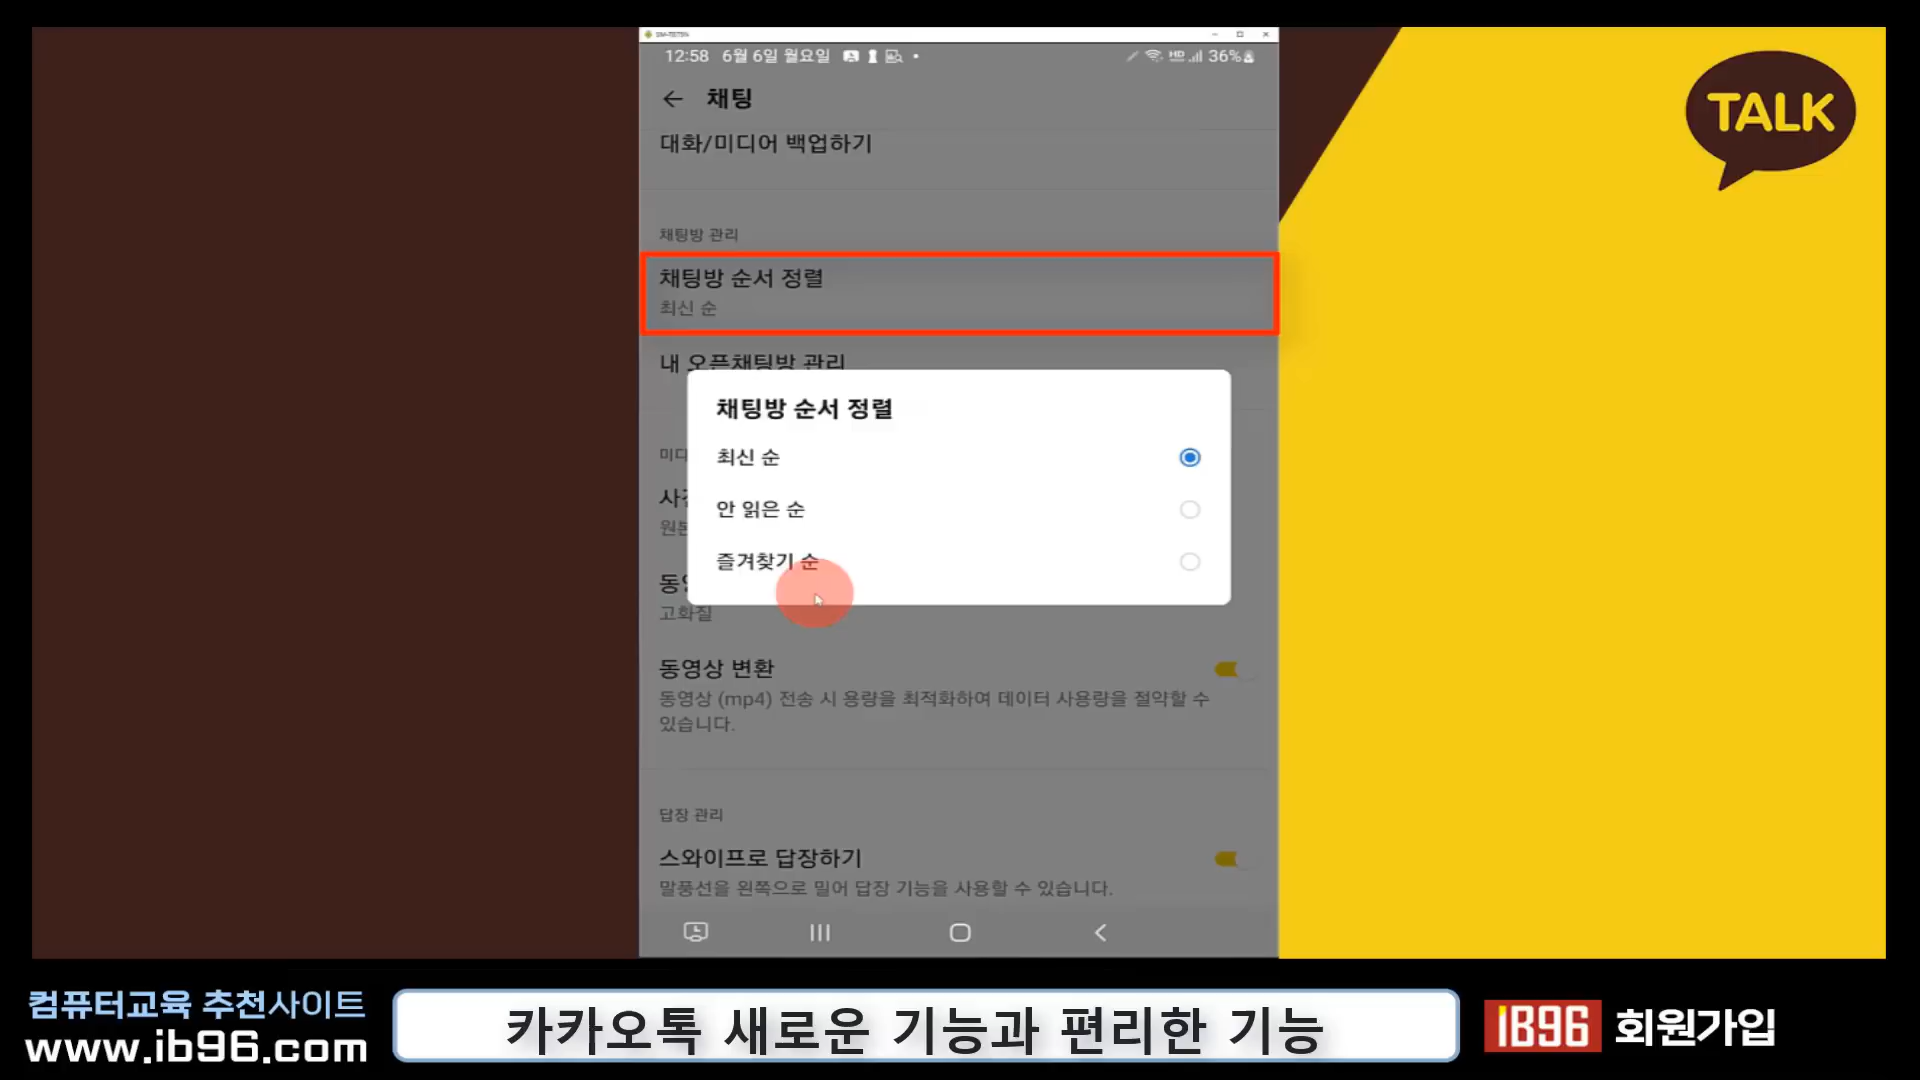 12:58 6월 6일 월요일
HD 36%
채팅
대화/미디어 백업하기
채팅방 관리
채팅방 순서 정렬
최신 순
내 오픈채팅방 관리
채팅방 순서 정렬
최신 순
안 읽은 순
즐겨찾기 순
고화질
동영상 변환
동영상 (mp4) 전송 시 용량을 최적화하여 데이터 사용량을 절약할 수
있습니다.
답장 관리
스와이프로 답장하기
말풍선을 왼쪽으로 밀어 답장 기능을 사용할 수 있습니다.
TALK
컴퓨터교육 추천사이트
www.ib96.com
카카오톡 새로운 기능과 편리한 기능
IB96 회원가입